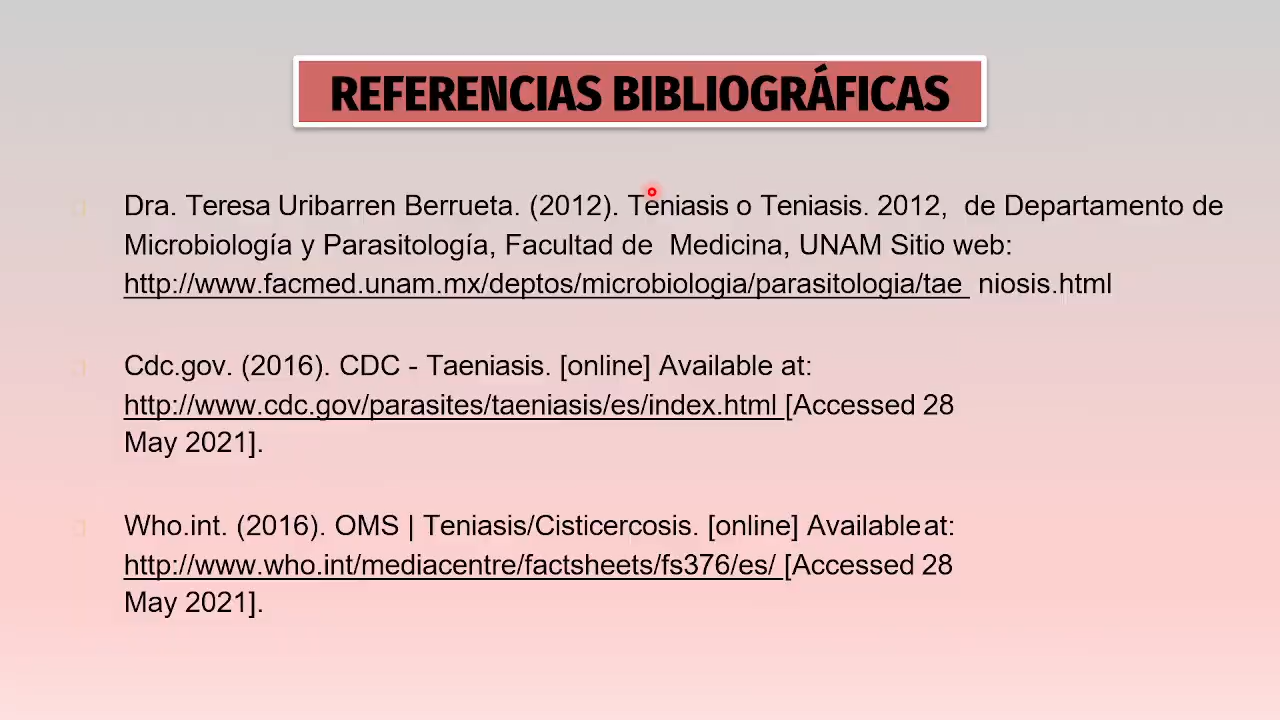 REFERENCIAS BIBLIOGRÁFICAS
Dra. Teresa Uribarren Berrueta. (2012). Teniasis o Teniasis. 2012, de Departamento de
Microbiología y Parasitología, Facultad de Medicina, UNAM Sitio web:
http://www.facmed.unam.mx/deptos/microbiologia/parasitologia/tae niosis.html
Cdc.gov. (2016). CDC - Taeniasis. [online] Available at:
http://www.cdc.gov/parasites/taeniasis/es/index.html [Accessed 28
May 2021].
Who.int. (2016). OMS | Teniasis/Cisticercosis. [online] Available at:
http://www.who.int/mediacentre/factsheets/fs376/es/ [Accessed 28
May 2021].